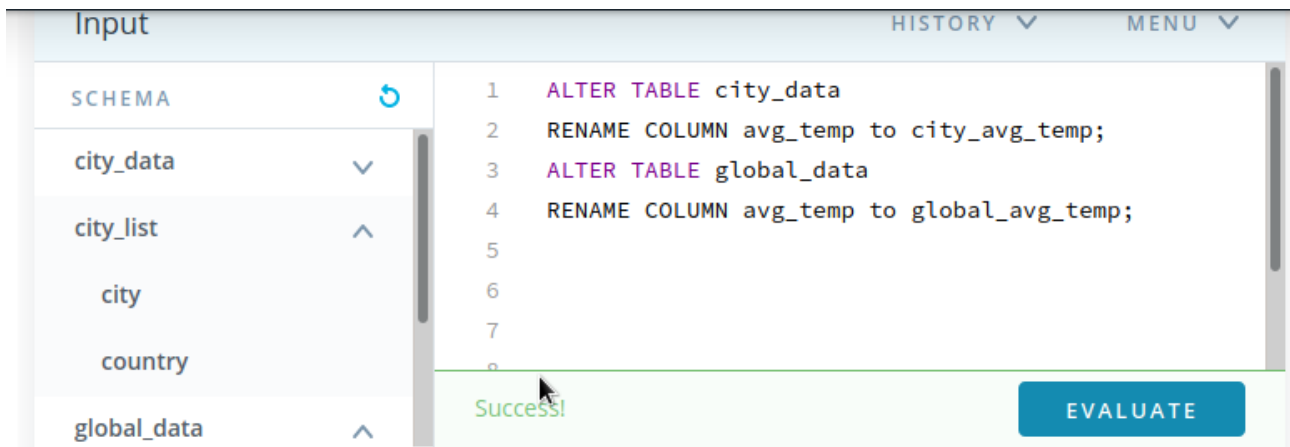 Input
HISTORY MENU
SCHEMA
city_data
city_list
city
country
global_data
1 ALTER TABLE city_data
2 RENAME COLUMN avg_temp to city_avg_temp;
3 ALTER TABLE global_data
4 RENAME COLUMN avg_temp to global_avg_temp;
5
6
7
8
Success!
EVALUATE